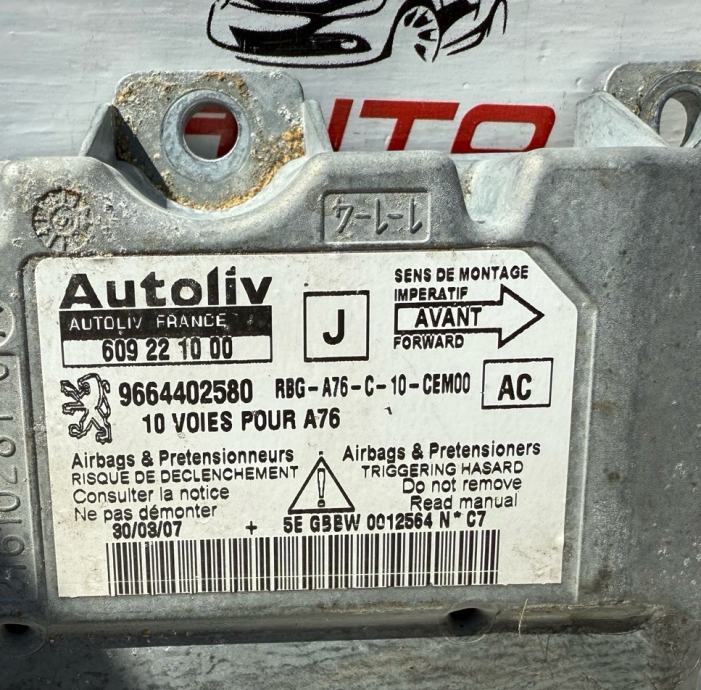 AUTO
1-1-4
Autoliv
AUTOLIV FRANCE
609 22 10 00
J
SENS DE MONTAGE
IMPERATIF
AVANT
FORWARD
9664402580 RBG-A76-C-10-CEM00
AC
10 VOIES POUR A76
Airbags & Pretensionneurs
RISQUE DE DECLENCHEMENT
Consulter la notice
Ne pas démonter
Airbags & Pretensioners
TRIGGERING HASARD
Do not remove
Read manual
30/03/07 + 5E GBBW 0012564 N* C7